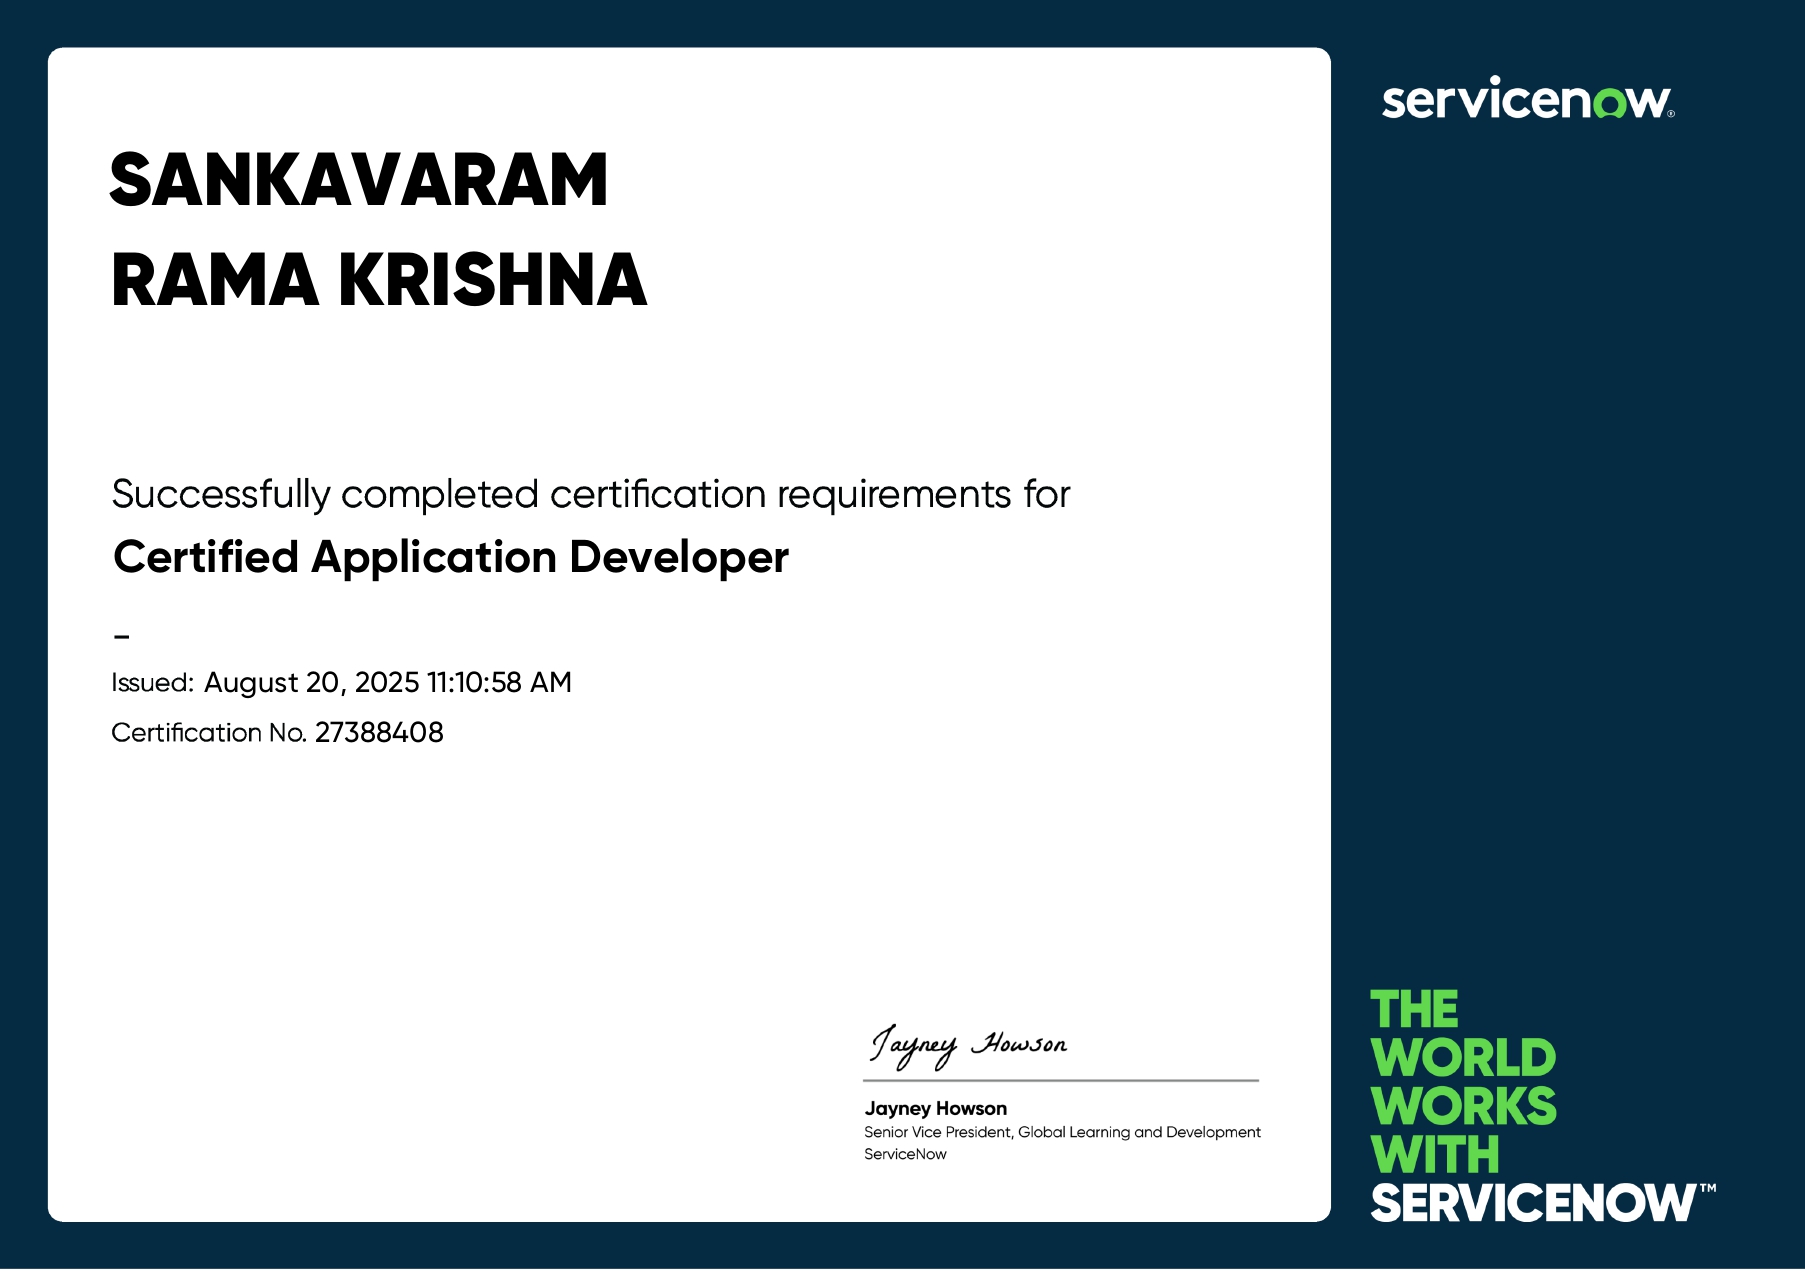 servicenow®
SANKAVARAM
RAMA KRISHNA
Successfully completed certification requirements for
Certified Application Developer
–
Issued: August 20, 2025 11:10:58 AM
Certification No. 27388408
Jayney Howson
Jayney Howson
Senior Vice President, Global Learning and Development
ServiceNow
THE
WORLD
WORKS
WITH
SERVICENOW™